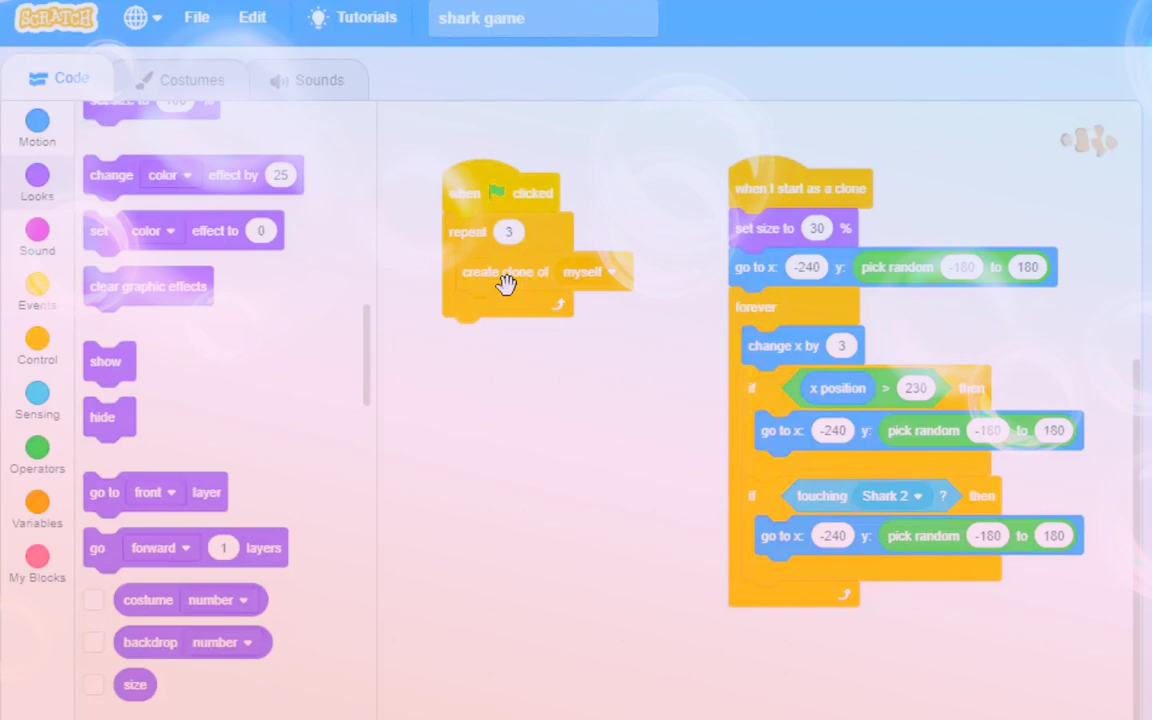 SCRATCH File Edit Tutorials shark game
Code Costumes Sounds
Motion
Looks
Sound
Events
Control
Sensing
Operators
Variables
My Blocks
set size to 100 %
change color effect by 25
set color effect to 0
clear graphic effects
show
hide
go to front layer
go forward 1 layers
costume number
backdrop number
size
when clicked
repeat 3
create clone of myself
when I start as a clone
set size to 30 %
go to x: -240 y: pick random -180 to 180
forever
change x by 3
if x position > 230 then
go to x: -240 y: pick random -180 to 180
if touching Shark 2 ? then
go to x: -240 y: pick random -180 to 180